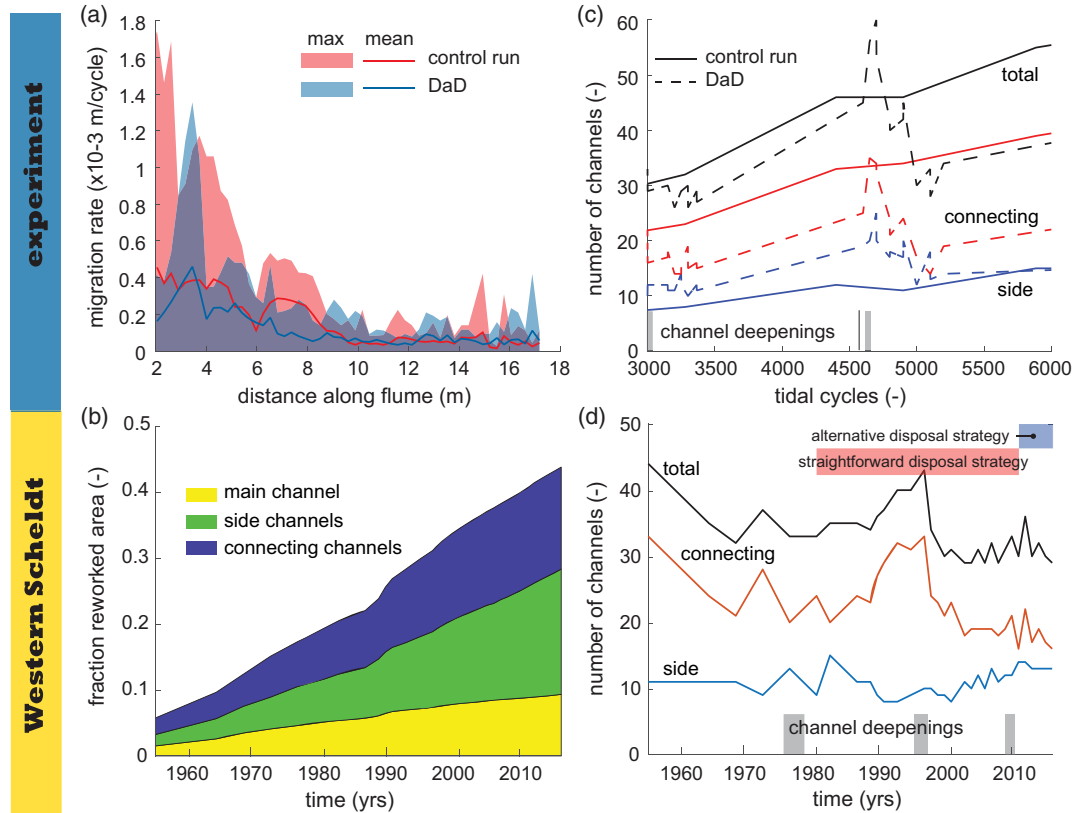 experiment
Western Scheldt
(a)
1.8
1.6
1.4
1.2
1
0.8
0.6
0.4
0.2
0
migration rate (x10-3 m/cycle)
max mean
control run
DaD
2 4 6 8 10 12 14 16 18
distance along flume (m)
(c)
60
50
40
30
20
10
0
number of channels (-)
control run
DaD
total
connecting
side
channel deepenings
3000 3500 4000 4500 5000 5500 6000
tidal cycles (-)
(b)
0.5
0.4
0.3
0.2
0.1
0
fraction reworked area (-)
main channel
side channels
connecting channels
1960 1970 1980 1990 2000 2010
time (yrs)
(d)
50
40
30
20
10
0
number of channels (-)
alternative disposal strategy
straightforward disposal strategy
total
connecting
side
channel deepenings
1960 1970 1980 1990 2000 2010
time (yrs)